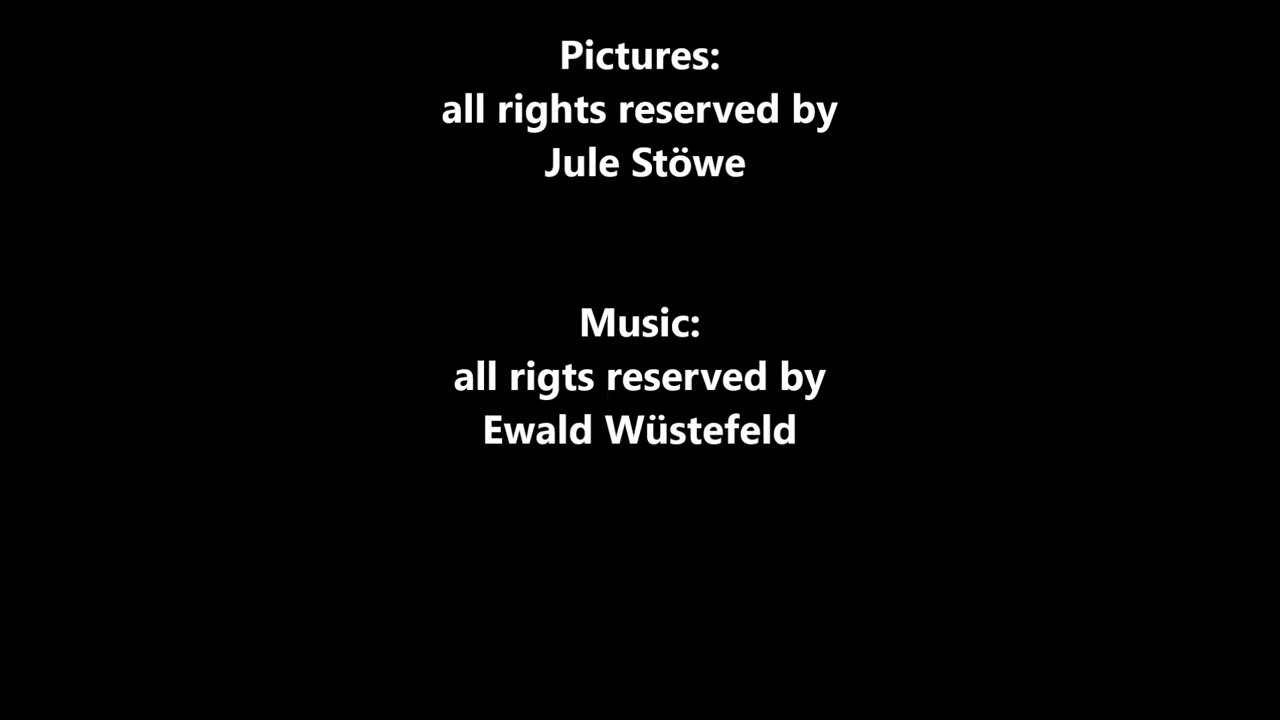 Pictures:
all rights reserved by
Jule Stöwe
Music:
all rigts reserved by
Ewald Wüstefeld